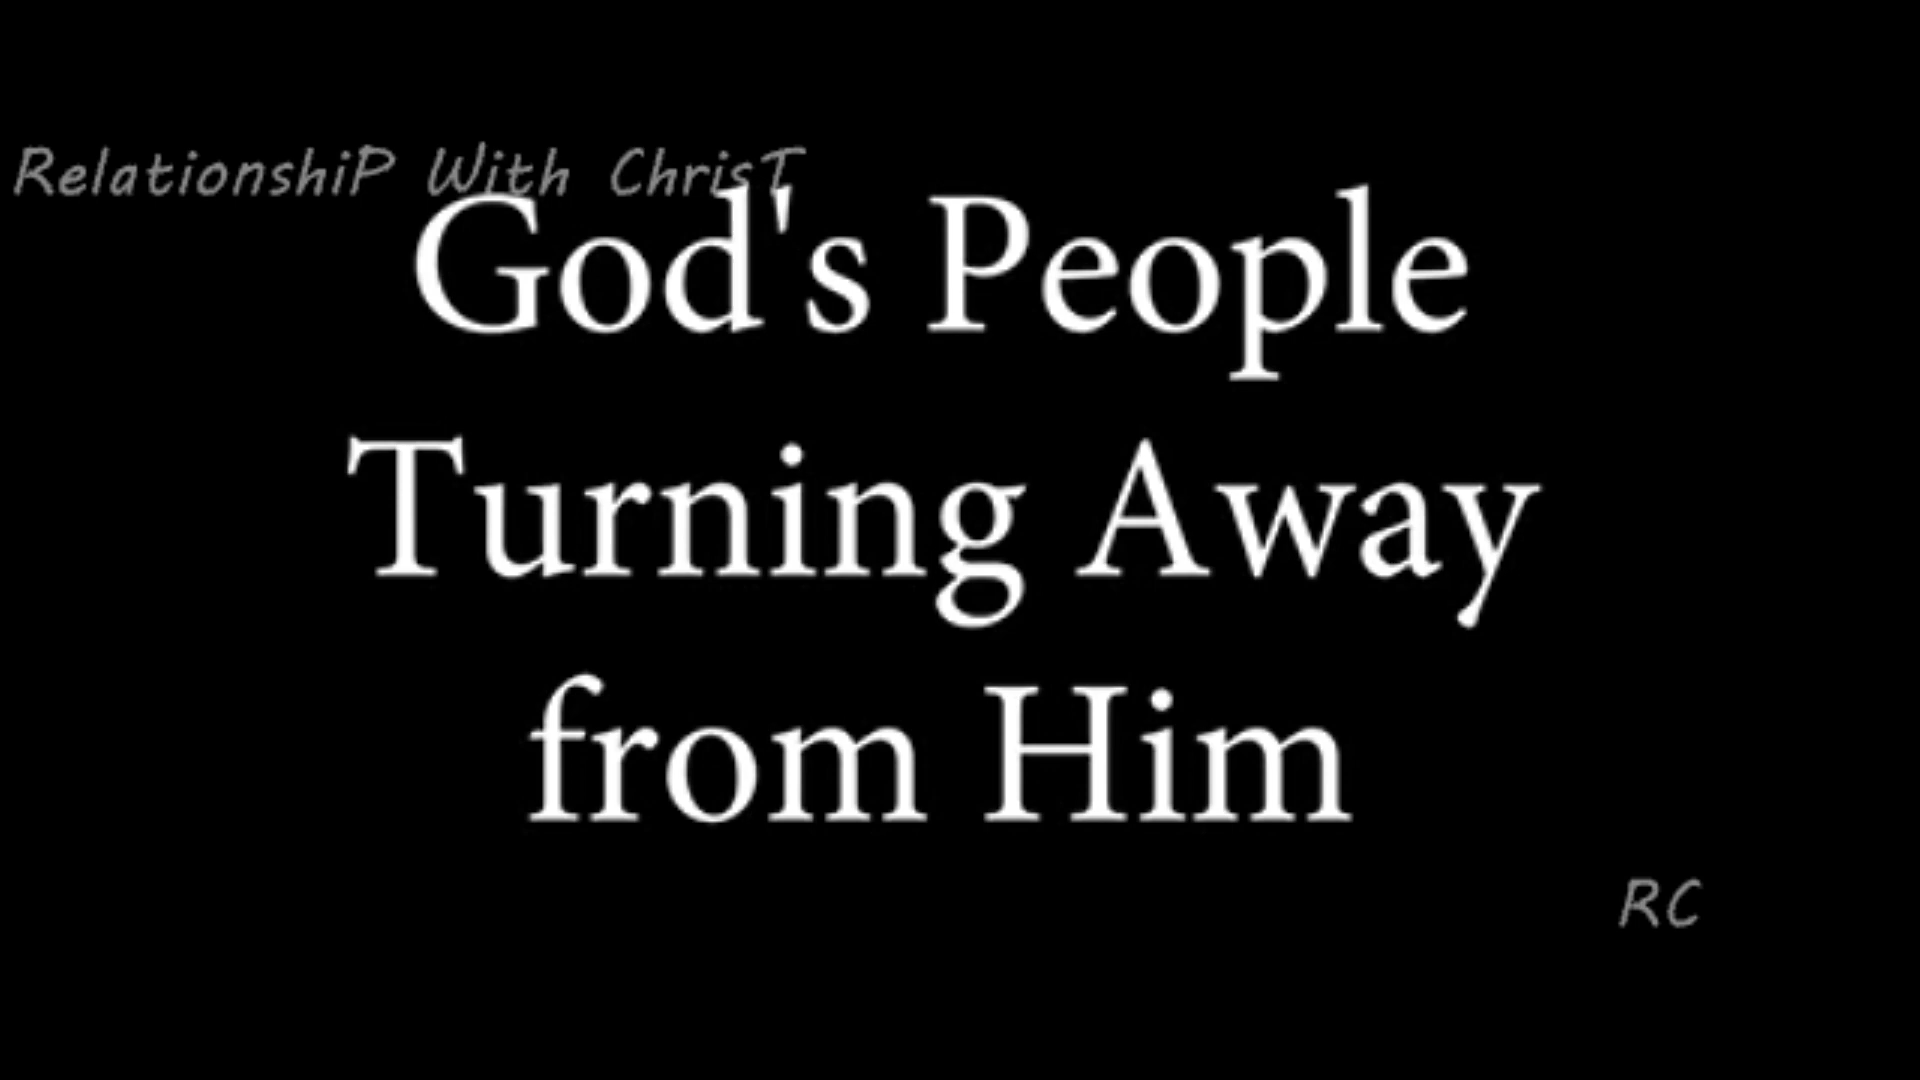 RelationshiP With ChrisT
God's People
Turning Away
from Him
RC